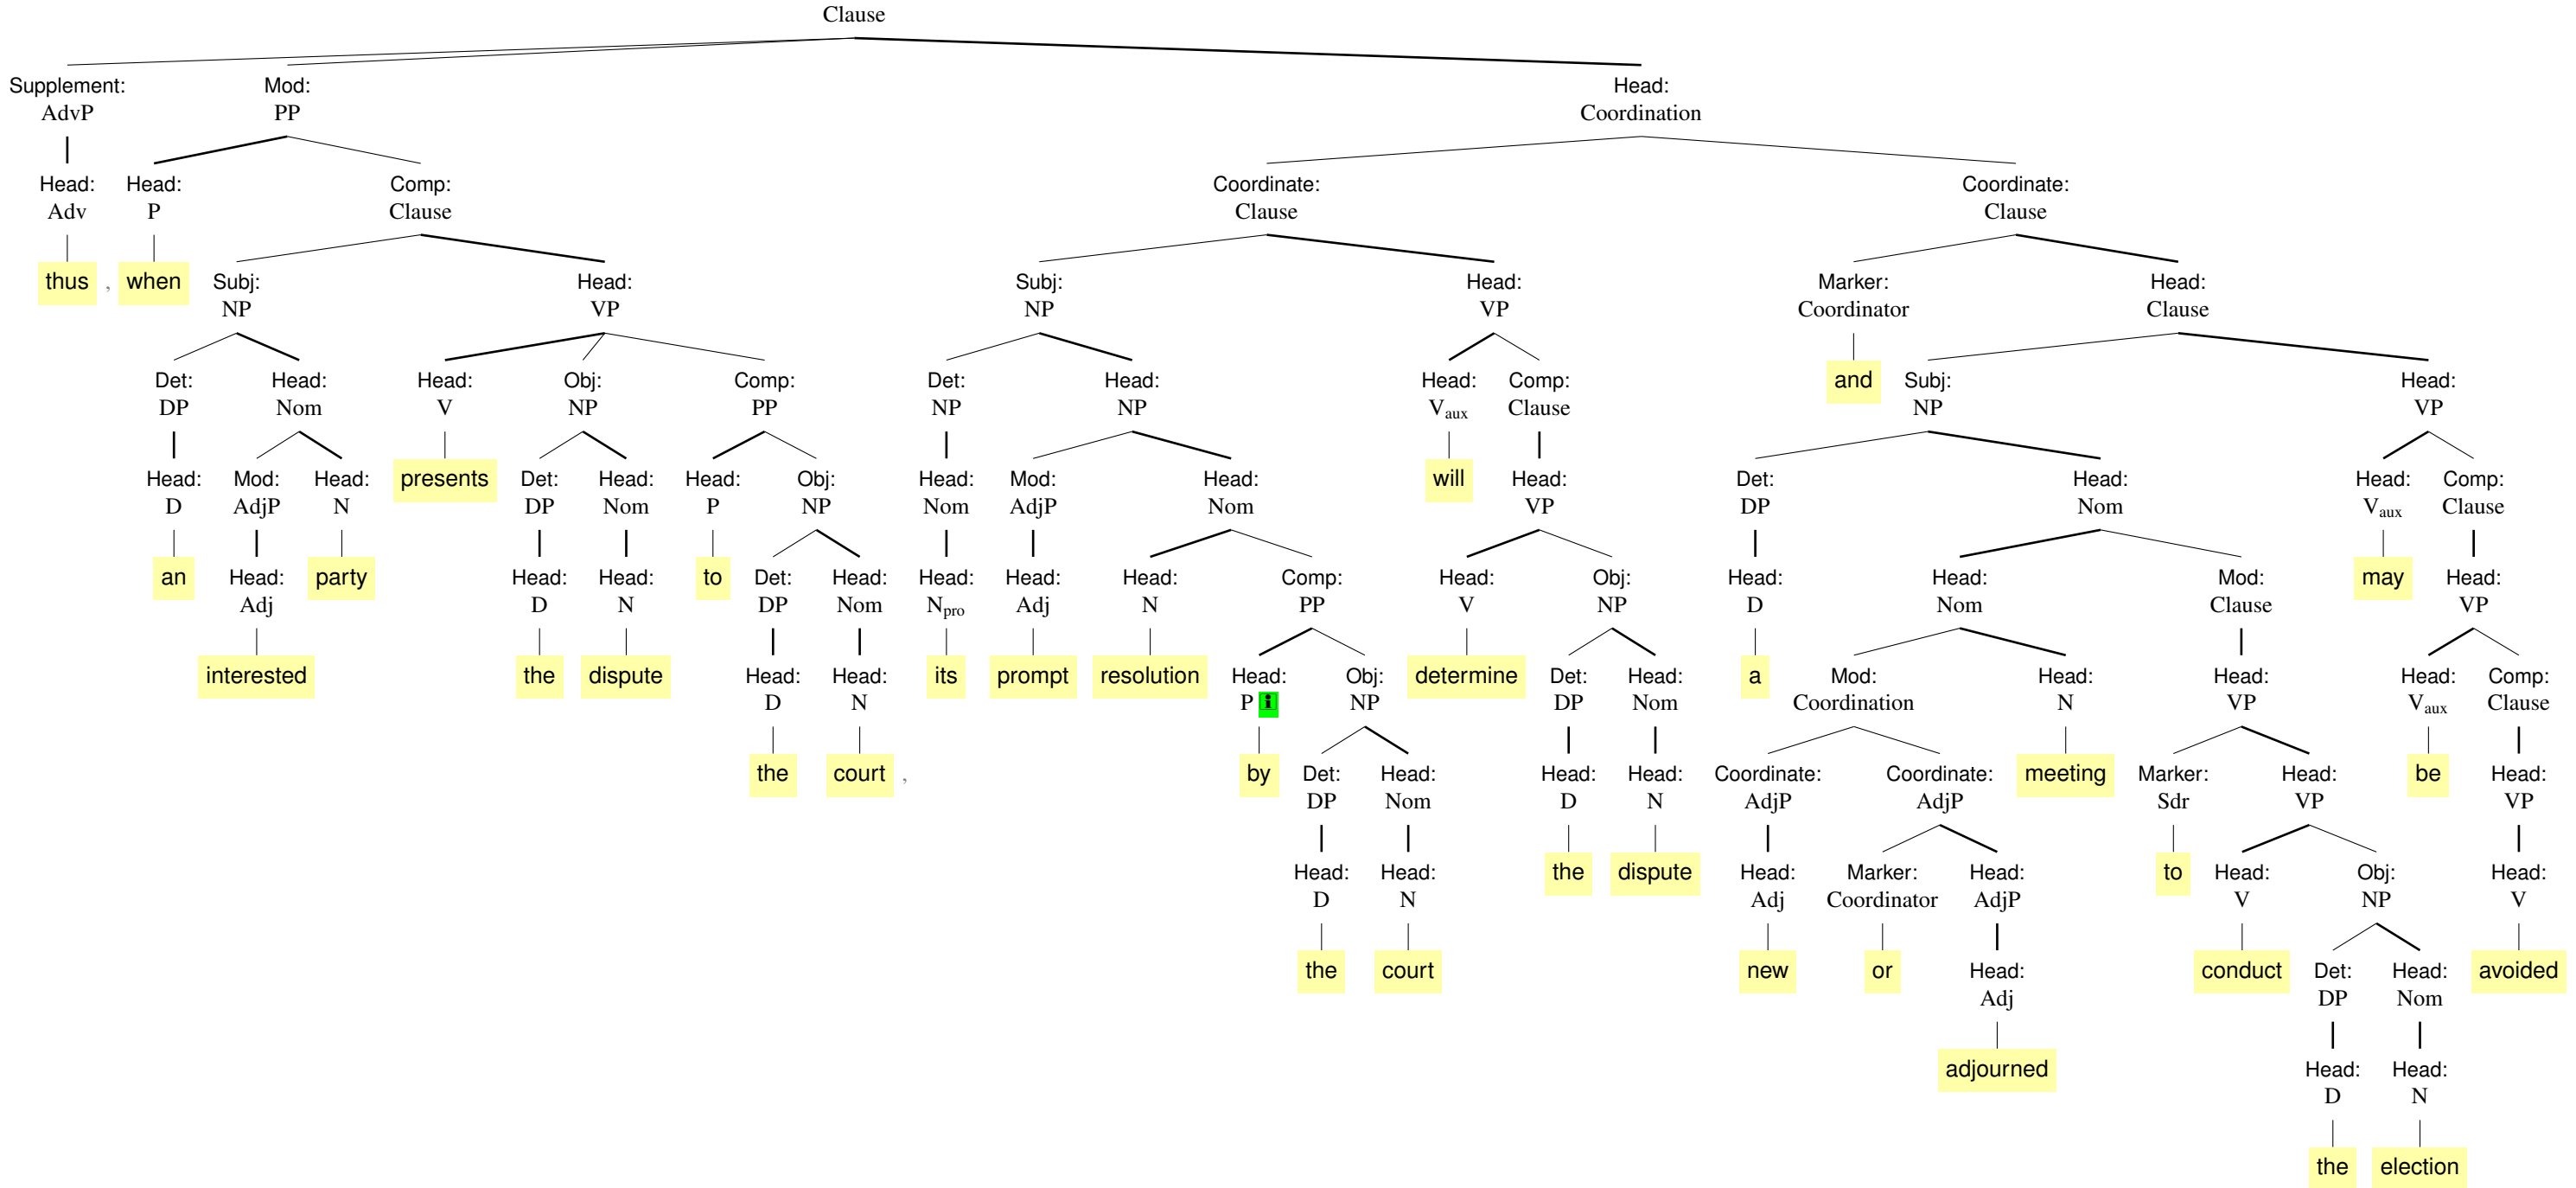 Clause
Supplement: Mod: Head:
AdvP PP Coordination
Head: Head: Comp: Coordinate: Coordinate:
Adv P Clause Clause Clause
thus , when Subj: Head: Subj: Head: Marker: Head:
NP VP NP VP Coordinator Clause
Det: Head: Head: Obj: Comp: Det: Head: Head: Comp: and Subj: Head:
DP Nom V NP PP NP NP Vaux Clause NP VP
Head: Mod: Head: presents Det: Head: Head: Obj: Head: Mod: Head: will Head: Det: Head: Head: Comp:
D AdjP N DP Nom P NP Nom AdjP Nom VP DP Nom Vaux Clause
an Head: party Head: Head: to Det: Head: Head: Head: Head: Comp: Head: Obj: Head: Head: Mod: may Head:
Adj D N DP Nom Npro Adj N PP V NP D Nom Clause VP
interested the dispute Head: Head: its prompt resolution Head: Obj: determine Det: Head: a Mod: Head: Head: Head: Comp:
D N P i NP DP Nom Coordination N VP Vaux Clause
the court , by Det: Head: Head: Head: Coordinate: Coordinate: meeting Marker: Head: be Head:
DP Nom D N AdjP AdjP Sdr VP VP
Head: Head: the dispute Head: Marker: Head: to Head: Obj: Head:
D N Adj Coordinator AdjP V NP V
the court new or Head: conduct Det: Head: avoided
Adj DP Nom
adjourned Head: Head:
D N
the election